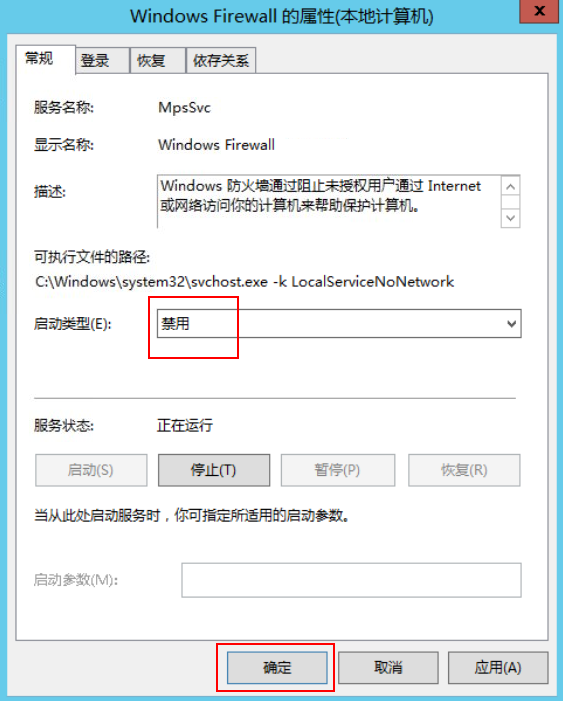 Windows Firewall 的属性(本地计算机)
常规 登录 恢复 依存关系
服务名称: MpsSvc
显示名称: Windows Firewall
描述: Windows 防火墙通过阻止未授权用户通过 Internet
或网络访问你的计算机来帮助保护计算机。
可执行文件的路径:
C:\Windows\system32\svchost.exe -k LocalServiceNoNetwork
启动类型(E): 禁用
服务状态: 正在运行
启动(S) 停止(T) 暂停(P) 恢复(R)
当从此处启动服务时，你可指定所适用的启动参数。
启动参数(M):
确定 取消 应用(A)